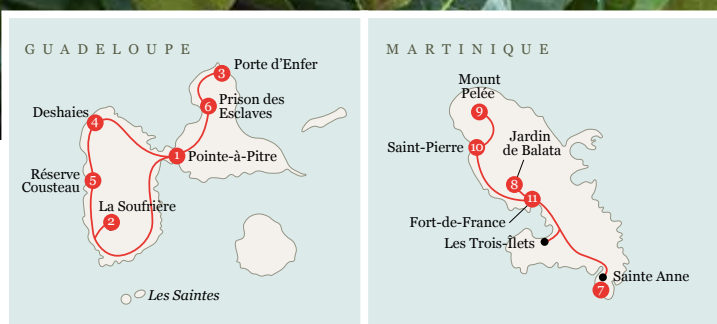 GUADELOUPE
3
Porte d'Enfer
6
Prison des
Esclaves
Deshaies
4
1
Pointe-à-Pitre
Réserve
Cousteau
5
La Soufrière
2
Les Saintes
MARTINIQUE
Mount
Pelée
9
Saint-Pierre
10
Jardin
de Balata
8
11
Fort-de-France
Les Trois-Îlets
Sainte Anne
7